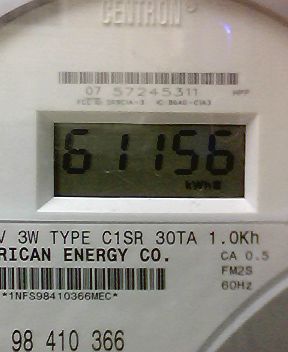 CENTRON
07 57245311
61156
kWh
V 3W TYPE C1SR 30TA 1.0Kh
RICAN ENERGY CO.
CA 0.5
FM2S
60Hz
*1NFS98410366MEC*
98 410 366